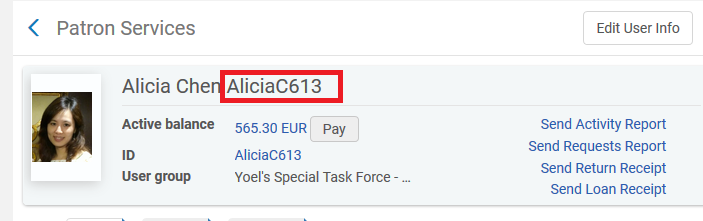 Patron Services
Edit User Info
Alicia Chen AliciaC613
Active balance 565.30 EUR Pay
ID AliciaC613
User group Yoel's Special Task Force - ...
Send Activity Report
Send Requests Report
Send Return Receipt
Send Loan Receipt